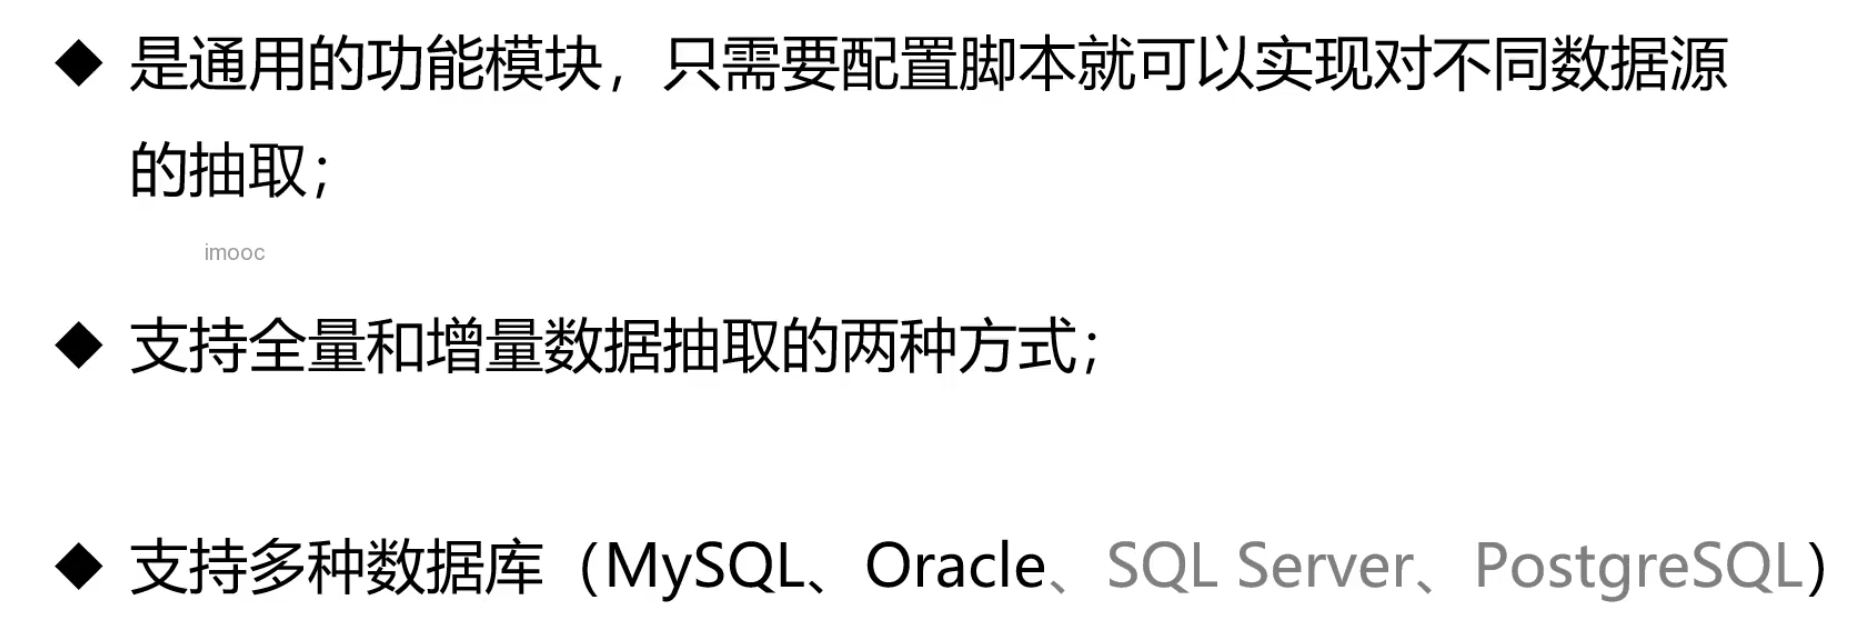 ◆ 是通用的功能模块，只需要配置脚本就可以实现对不同数据源
的抽取；
imooc
◆ 支持全量和增量数据抽取的两种方式；
◆ 支持多种数据库（MySQL、Oracle、SQL Server、PostgreSQL）